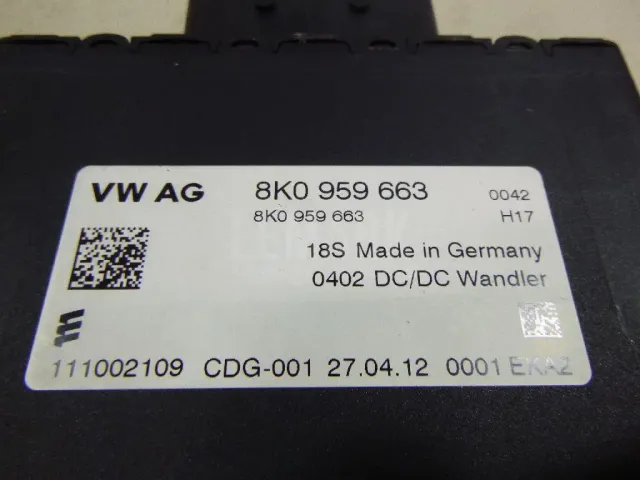 VW AG 8K0 959 663 0042
8K0 959 663 H17
18S Made in Germany
0402 DC/DC Wandler
111002109 CDG-001 27.04.12 0001 EKA2